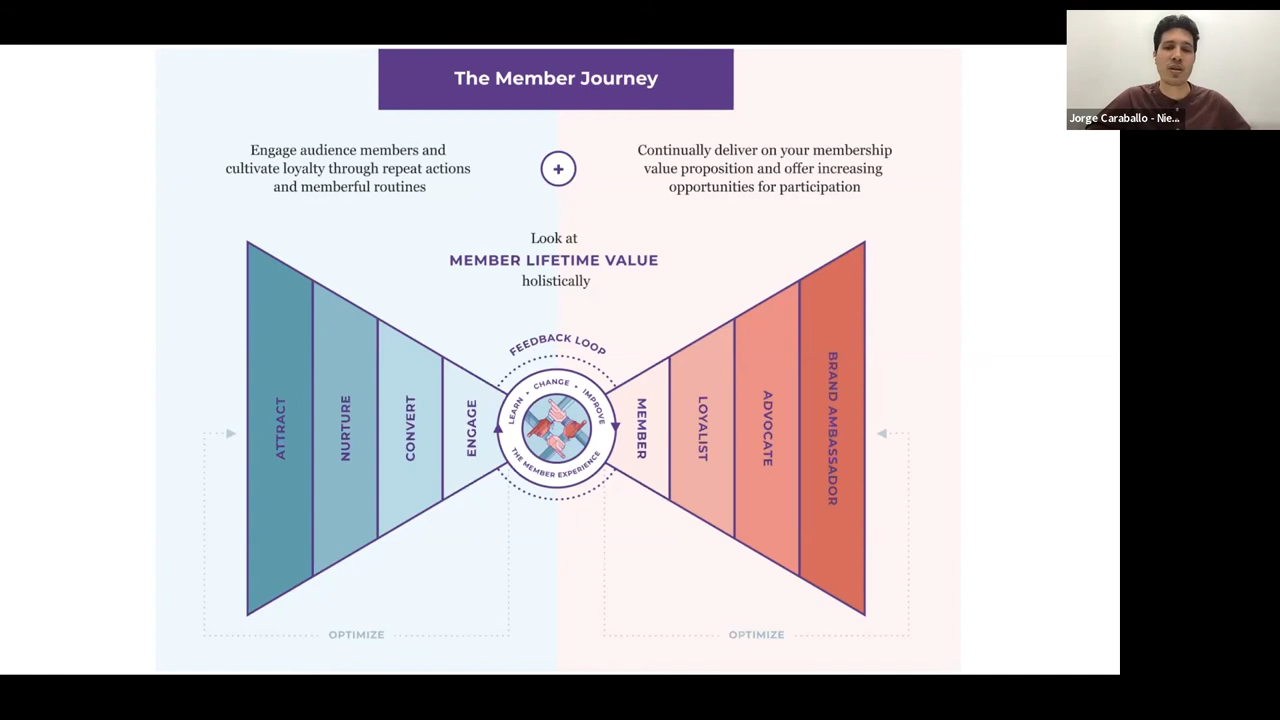 The Member Journey
Engage audience members and
cultivate loyalty through repeat actions
and memberful routines
+
Continually deliver on your membership
value proposition and offer increasing
opportunities for participation
Look at
MEMBER LIFETIME VALUE
holistically
FEEDBACK LOOP
LEARN • CHANGE • IMPROVE
THE MEMBER EXPERIENCE
ATTRACT
NURTURE
CONVERT
ENGAGE
MEMBER
LOYALIST
ADVOCATE
BRAND AMBASSADOR
OPTIMIZE
OPTIMIZE
Jorge Caraballo - Nie...